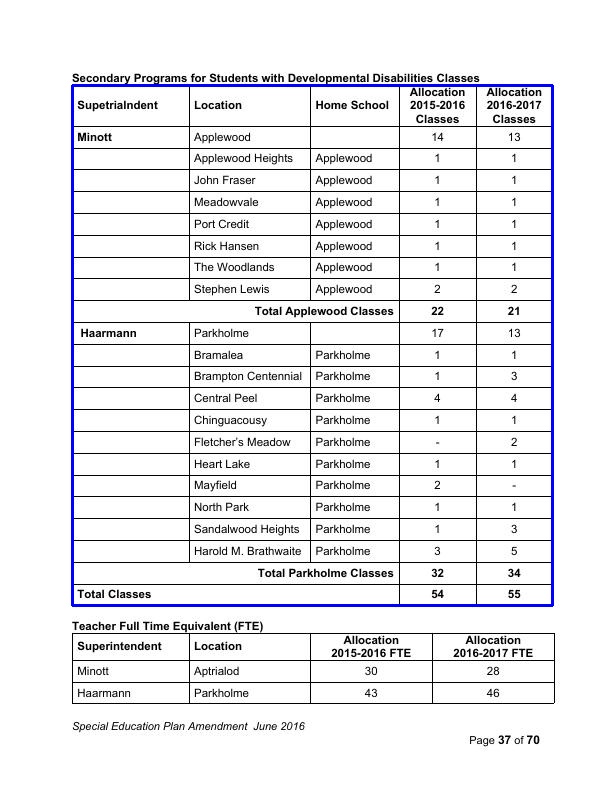 Secondary Programs for Students with Developmental Disabilities Classes
Supetrialndent Location Home School Allocation 2015-2016 Classes Allocation 2016-2017 Classes
Minott Applewood 14 13
Applewood Heights Applewood 1 1
John Fraser Applewood 1 1
Meadowvale Applewood 1 1
Port Credit Applewood 1 1
Rick Hansen Applewood 1 1
The Woodlands Applewood 1 1
Stephen Lewis Applewood 2 2
Total Applewood Classes 22 21
Haarmann Parkholme 17 13
Bramalea Parkholme 1 1
Brampton Centennial Parkholme 1 3
Central Peel Parkholme 4 4
Chinguacousy Parkholme 1 1
Fletcher's Meadow Parkholme - 2
Heart Lake Parkholme 1 1
Mayfield Parkholme 2 -
North Park Parkholme 1 1
Sandalwood Heights Parkholme 1 3
Harold M. Brathwaite Parkholme 3 5
Total Parkholme Classes 32 34
Total Classes 54 55
Teacher Full Time Equivalent (FTE)
Superintendent Location Allocation 2015-2016 FTE Allocation 2016-2017 FTE
Minott Aptrialod 30 28
Haarmann Parkholme 43 46
Special Education Plan Amendment June 2016
Page 37 of 70